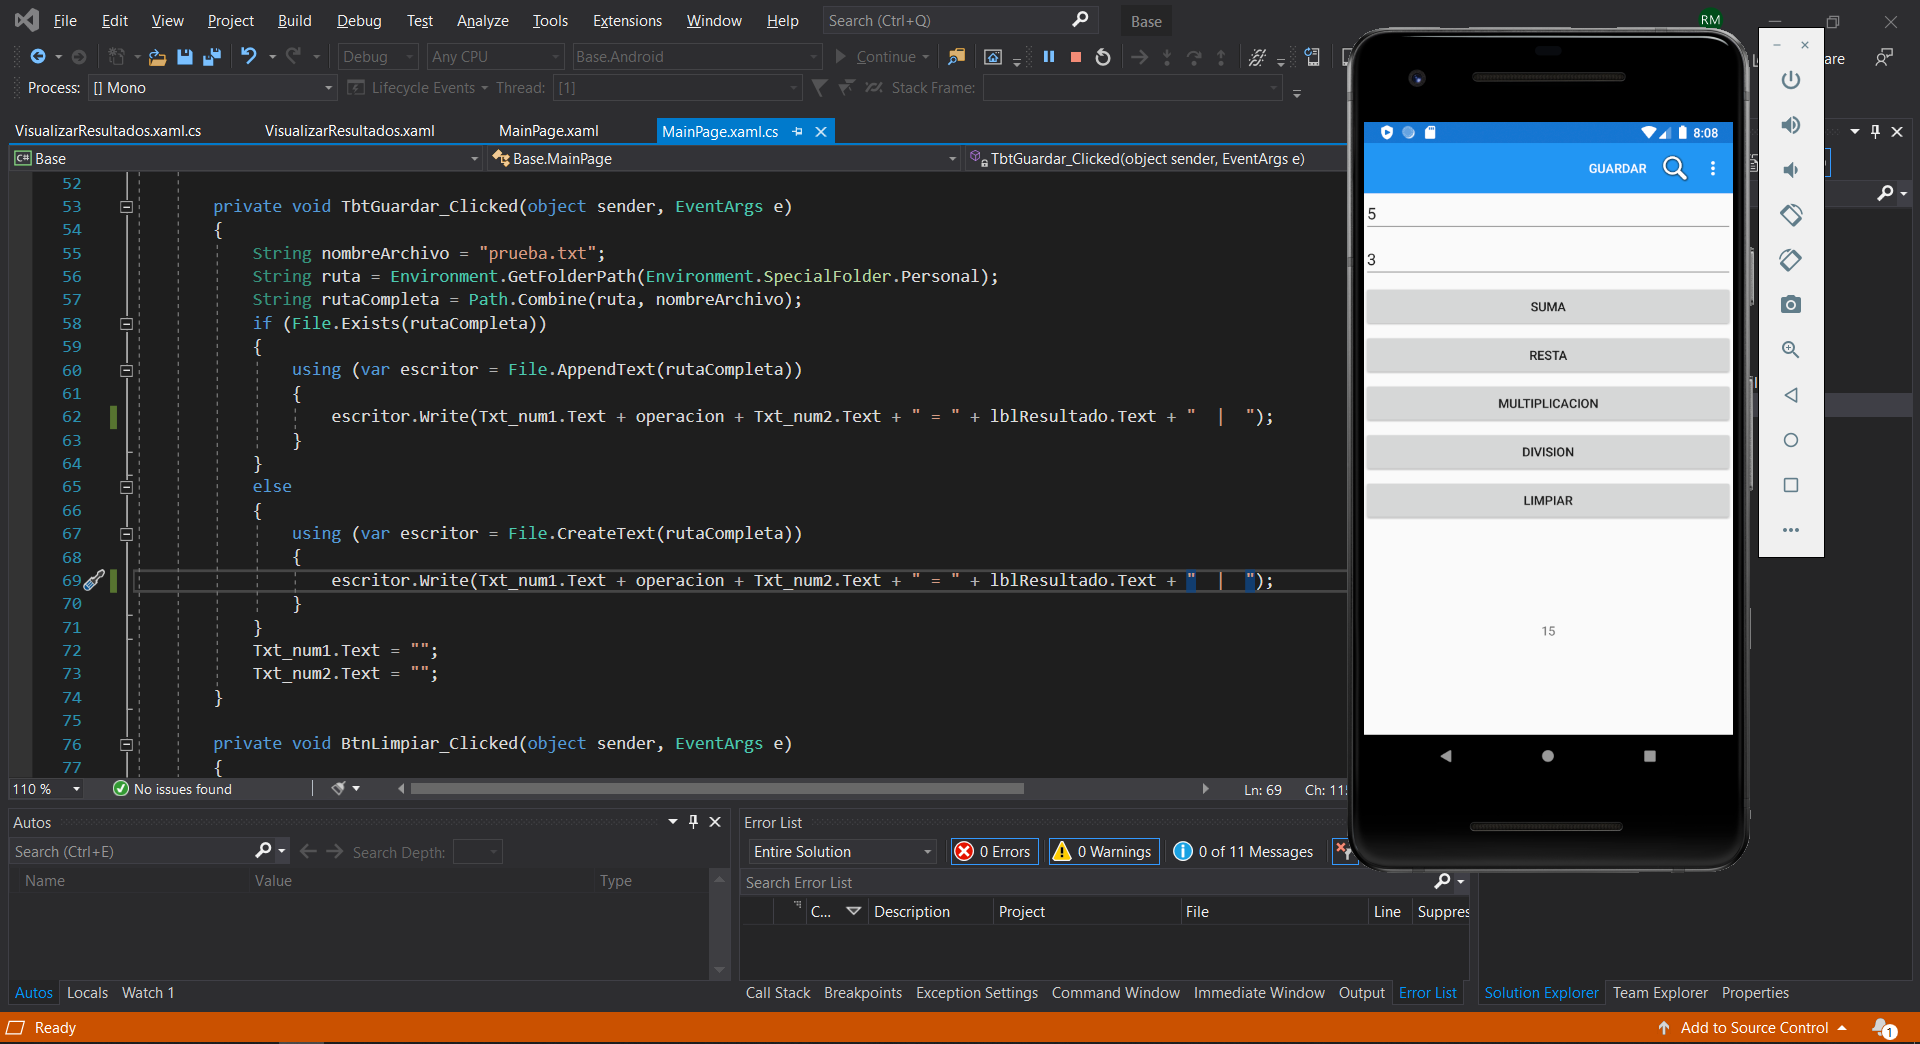 File Edit View Project Build Debug Test Analyze Tools Extensions Window Help Search (Ctrl+Q) Base RM
Debug Any CPU Base.Android Continue
Process: [] Mono Lifecycle Events Thread: [1] Stack Frame:
VisualizarResultados.xaml.cs VisualizarResultados.xaml MainPage.xaml MainPage.xaml.cs
C# Base Base.MainPage TbtGuardar_Clicked(object sender, EventArgs e)
52
53 private void TbtGuardar_Clicked(object sender, EventArgs e)
54 {
55 String nombreArchivo = "prueba.txt";
56 String ruta = Environment.GetFolderPath(Environment.SpecialFolder.Personal);
57 String rutaCompleta = Path.Combine(ruta, nombreArchivo);
58 if (File.Exists(rutaCompleta))
59 {
60 using (var escritor = File.AppendText(rutaCompleta))
61 {
62 escritor.Write(Txt_num1.Text + operacion + Txt_num2.Text + " = " + lblResultado.Text + "  |  ");
63 }
64 }
65 else
66 {
67 using (var escritor = File.CreateText(rutaCompleta))
68 {
69 escritor.Write(Txt_num1.Text + operacion + Txt_num2.Text + " = " + lblResultado.Text + "  |  ");
70 }
71 }
72 Txt_num1.Text = "";
73 Txt_num2.Text = "";
74 }
75
76 private void BtnLimpiar_Clicked(object sender, EventArgs e)
77 {
110 % No issues found Ln: 69 Ch: 115
8:08
GUARDAR
5
3
SUMA
RESTA
MULTIPLICACION
DIVISION
LIMPIAR
15
Autos
Search (Ctrl+E) Search Depth:
Name Value Type
Autos Locals Watch 1
Error List
Entire Solution 0 Errors 0 Warnings 0 of 11 Messages
Search Error List
C... Description Project File Line Suppres
Call Stack Breakpoints Exception Settings Command Window Immediate Window Output Error List
Solution Explorer Team Explorer Properties
Ready Add to Source Control 1